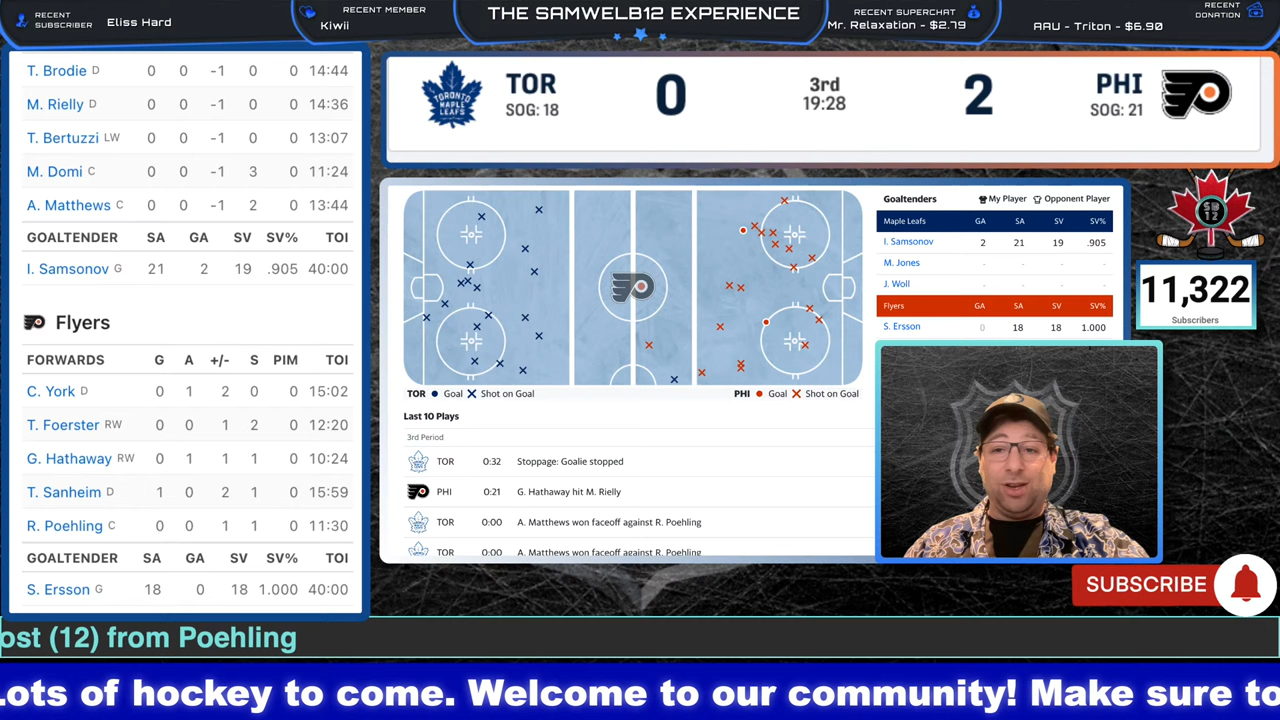 RECENT SUBSCRIBER Eliss Hard
RECENT MEMBER
Kiwii
THE SAMWELB12 EXPERIENCE
RECENT SUPERCHAT
Mr. Relaxation - $2.79
RECENT DONATION
AAU - Triton - $6.90
T. Brodie D 0 0 -1 0 0 14:44
M. Rielly D 0 0 -1 0 0 14:36
T. Bertuzzi LW 0 0 -1 0 0 13:07
M. Domi C 0 0 -1 3 0 11:24
A. Matthews C 0 0 -1 2 0 13:44
GOALTENDER SA GA SV SV% TOI
I. Samsonov G 21 2 19 .905 40:00
Flyers
FORWARDS G A +/- S PIM TOI
C. York D 0 1 2 0 0 15:02
T. Foerster RW 0 0 1 2 0 12:20
G. Hathaway RW 0 1 1 1 0 10:24
T. Sanheim D 1 0 2 1 0 15:59
R. Poehling C 0 0 1 1 0 11:30
GOALTENDER SA GA SV SV% TOI
S. Ersson G 18 0 18 1.000 40:00
TORONTO MAPLE LEAFS
TOR
SOG: 18
0
3rd
19:28
2
PHI
SOG: 21
TOR Goal Shot on Goal
PHI Goal Shot on Goal
Last 10 Plays
3rd Period
TOR 0:32 Stoppage: Goalie stopped
PHI 0:21 G. Hathaway hit M. Rielly
TOR 0:00 A. Matthews won faceoff against R. Poehling
TOR 0:00 A. Matthews won faceoff against R. Poehling
Goaltenders My Player Opponent Player
Maple Leafs GA SA SV SV%
I. Samsonov 2 21 19 .905
M. Jones - - - -
J. Woll - - - -
Flyers GA SA SV SV%
S. Ersson 0 18 18 1.000
SB
12
11,322
Subscribers
SUBSCRIBE
ost (12) from Poehling
Lots of hockey to come. Welcome to our community! Make sure to